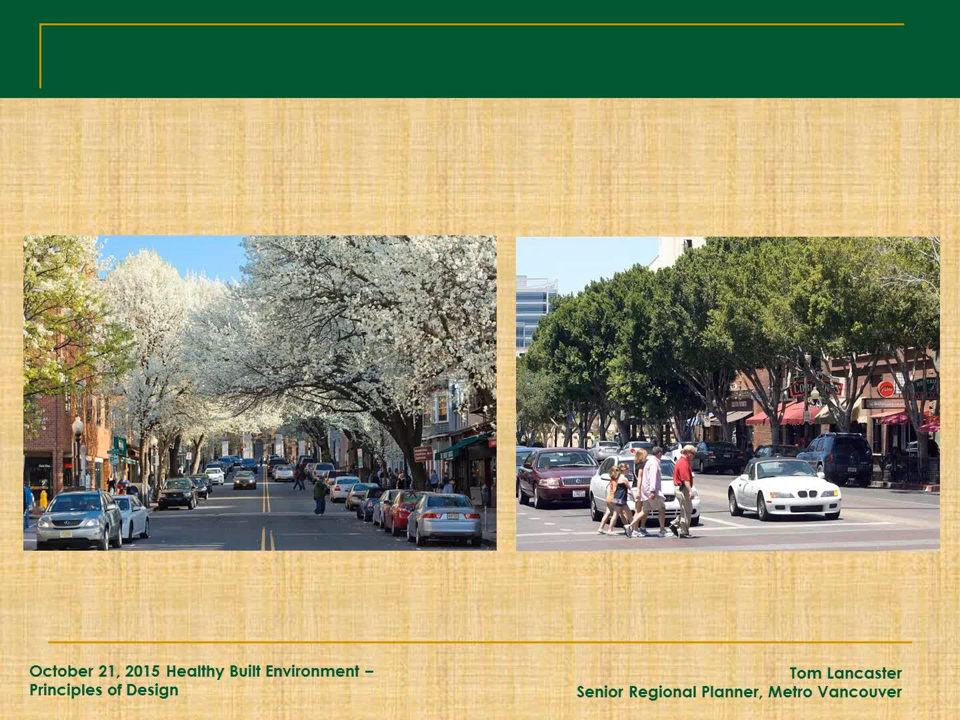 October 21, 2015 Healthy Built Environment –
Principles of Design
Tom Lancaster
Senior Regional Planner, Metro Vancouver